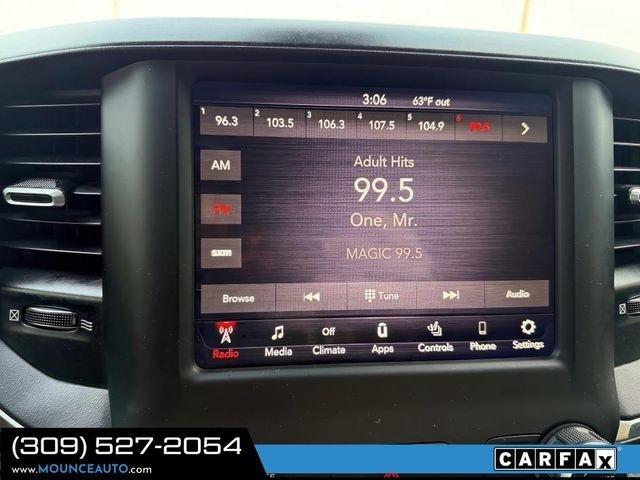 3:06 63°F out
1 96.3 2 103.5 3 106.3 4 107.5 5 104.9 6 99.5 >
AM
Adult Hits
99.5
FM
One, Mr.
sxm
MAGIC 99.5
Browse Tune Audio
Off
Radio Media Climate Apps Controls Phone Settings
(309) 527-2054
WWW.MOUNCEAUTO.COM
CARFAX